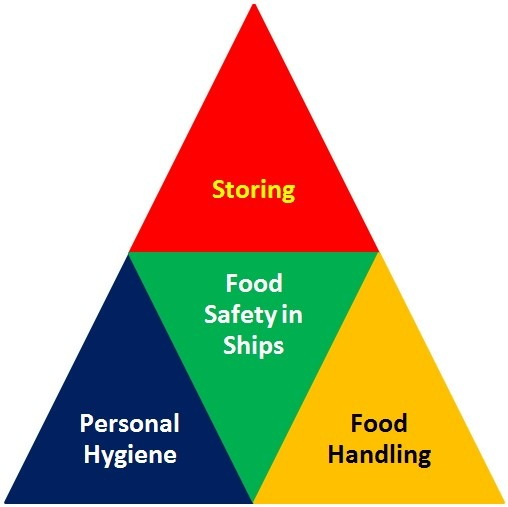 Storing
Food
Safety in
Ships
Personal
Hygiene
Food
Handling